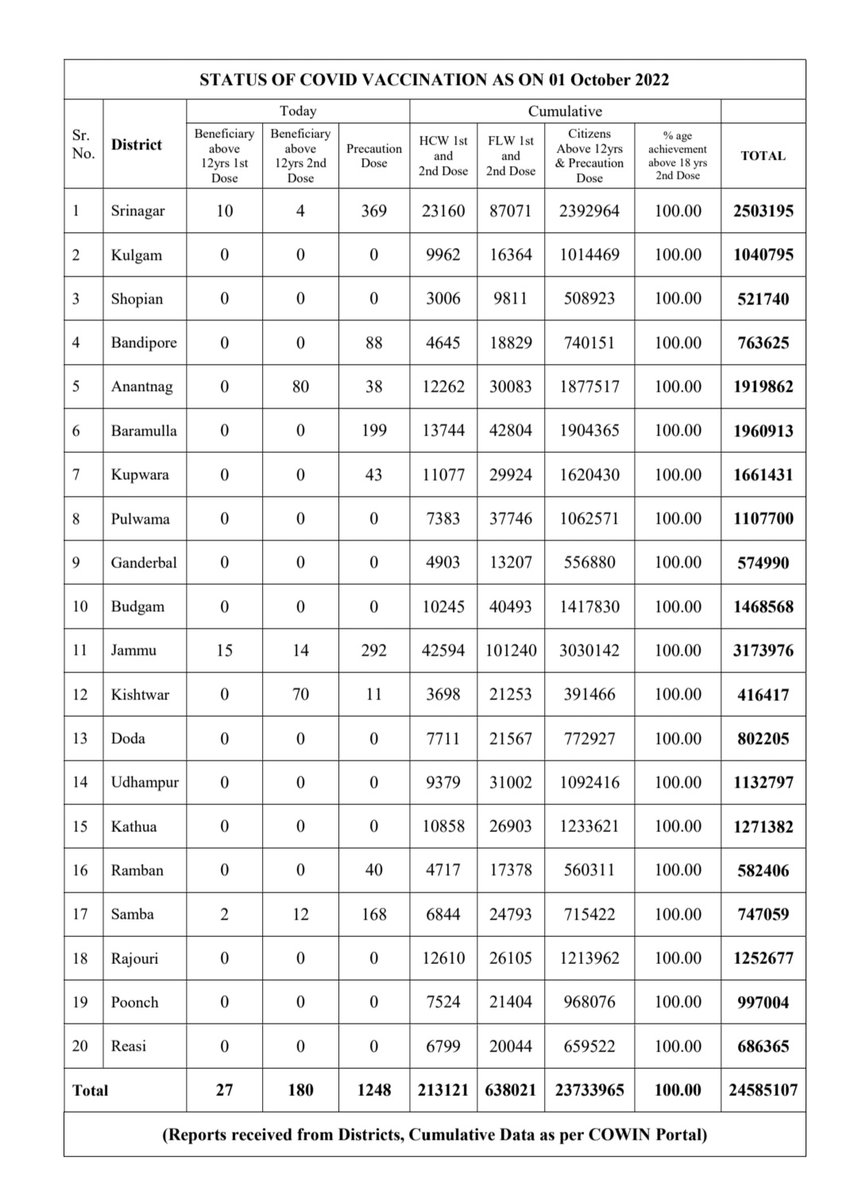 STATUS OF COVID VACCINATION AS ON 01 October 2022
Sr. No. District Today Cumulative
Beneficiary above 12yrs 1st Dose Beneficiary above 12yrs 2nd Dose Precaution Dose HCW 1st and 2nd Dose FLW 1st and 2nd Dose Citizens Above 12yrs & Precaution Dose % age achievement above 18 yrs 2nd Dose TOTAL
1 Srinagar 10 4 369 23160 87071 2392964 100.00 2503195
2 Kulgam 0 0 0 9962 16364 1014469 100.00 1040795
3 Shopian 0 0 0 3006 9811 508923 100.00 521740
4 Bandipore 0 0 88 4645 18829 740151 100.00 763625
5 Anantnag 0 80 38 12262 30083 1877517 100.00 1919862
6 Baramulla 0 0 199 13744 42804 1904365 100.00 1960913
7 Kupwara 0 0 43 11077 29924 1620430 100.00 1661431
8 Pulwama 0 0 0 7383 37746 1062571 100.00 1107700
9 Ganderbal 0 0 0 4903 13207 556880 100.00 574990
10 Budgam 0 0 0 10245 40493 1417830 100.00 1468568
11 Jammu 15 14 292 42594 101240 3030142 100.00 3173976
12 Kishtwar 0 70 11 3698 21253 391466 100.00 416417
13 Doda 0 0 0 7711 21567 772927 100.00 802205
14 Udhampur 0 0 0 9379 31002 1092416 100.00 1132797
15 Kathua 0 0 0 10858 26903 1233621 100.00 1271382
16 Ramban 0 0 40 4717 17378 560311 100.00 582406
17 Samba 2 12 168 6844 24793 715422 100.00 747059
18 Rajouri 0 0 0 12610 26105 1213962 100.00 1252677
19 Poonch 0 0 0 7524 21404 968076 100.00 997004
20 Reasi 0 0 0 6799 20044 659522 100.00 686365
Total 27 180 1248 213121 638021 23733965 100.00 24585107
(Reports received from Districts, Cumulative Data as per COWIN Portal)